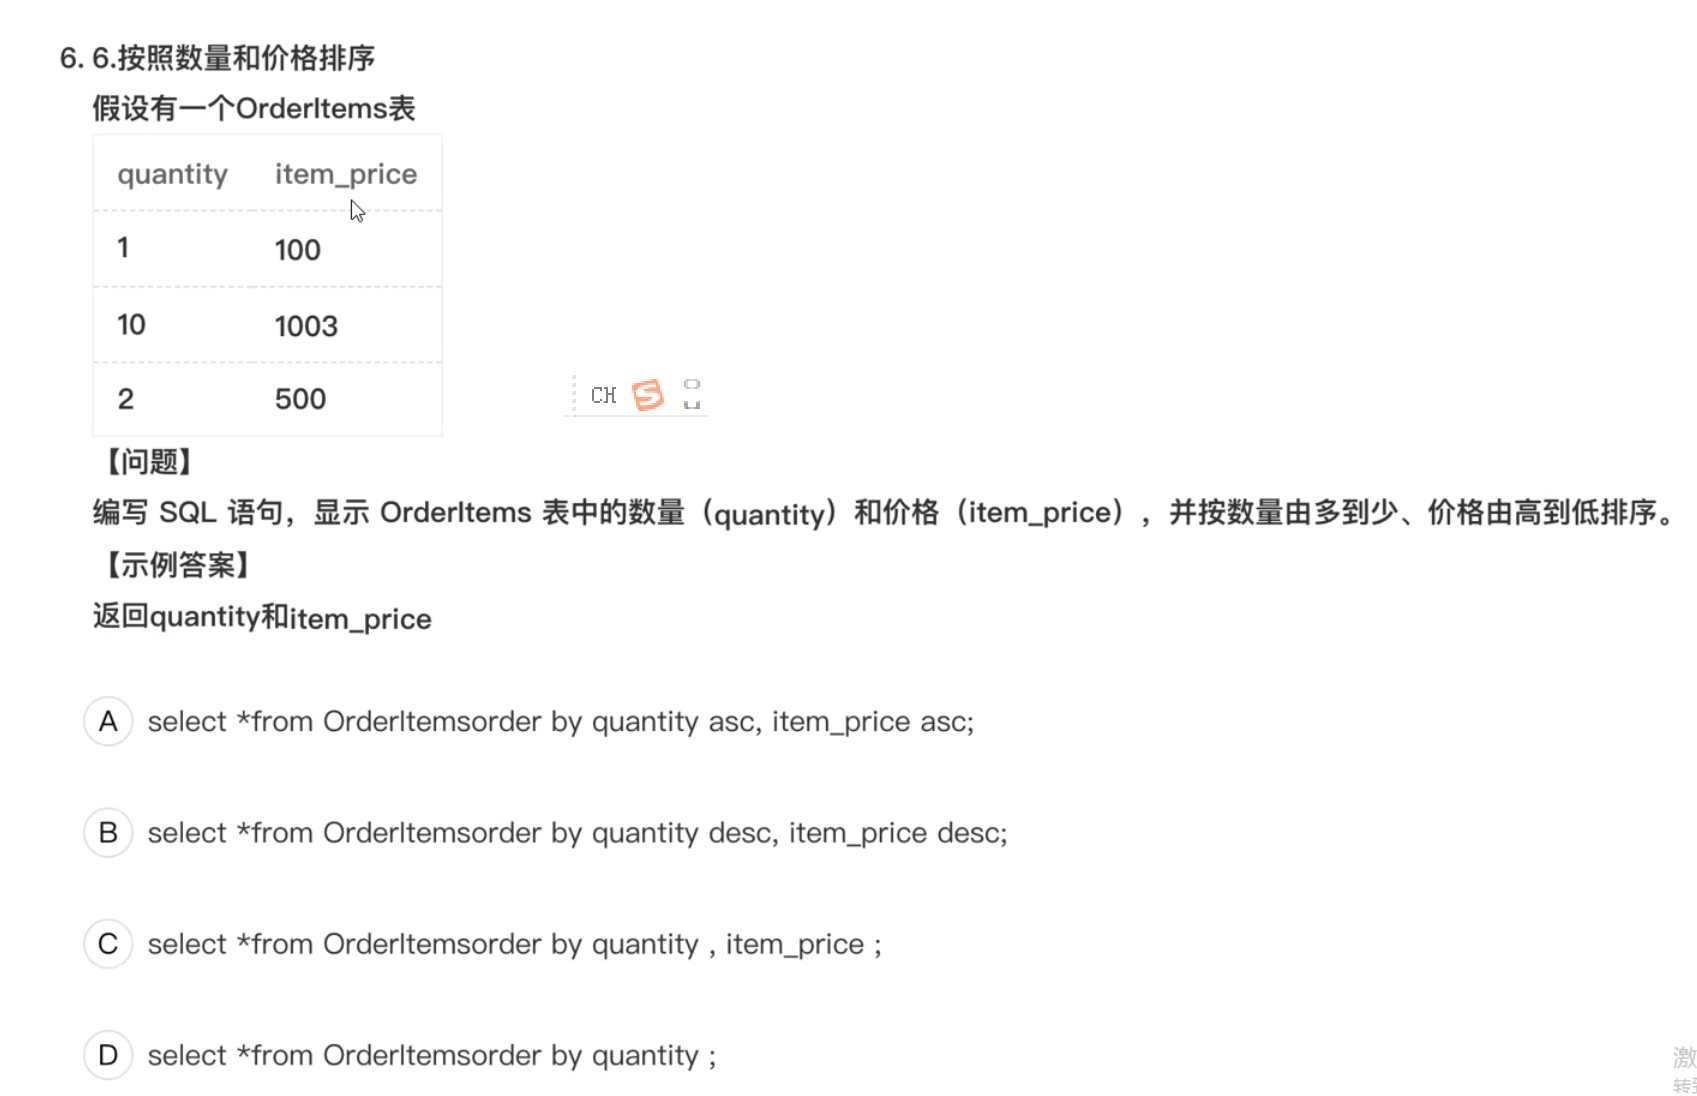 6. 6.按照数量和价格排序
假设有一个OrderItems表
quantity item_price
1 100
10 1003
2 500
CH S
【问题】
编写 SQL 语句，显示 OrderItems 表中的数量（quantity）和价格（item_price），并按数量由多到少、价格由高到低排序。
【示例答案】
返回quantity和item_price
A select *from OrderItemsorder by quantity asc, item_price asc;
B select *from OrderItemsorder by quantity desc, item_price desc;
C select *from OrderItemsorder by quantity , item_price ;
D select *from OrderItemsorder by quantity ;
激
转